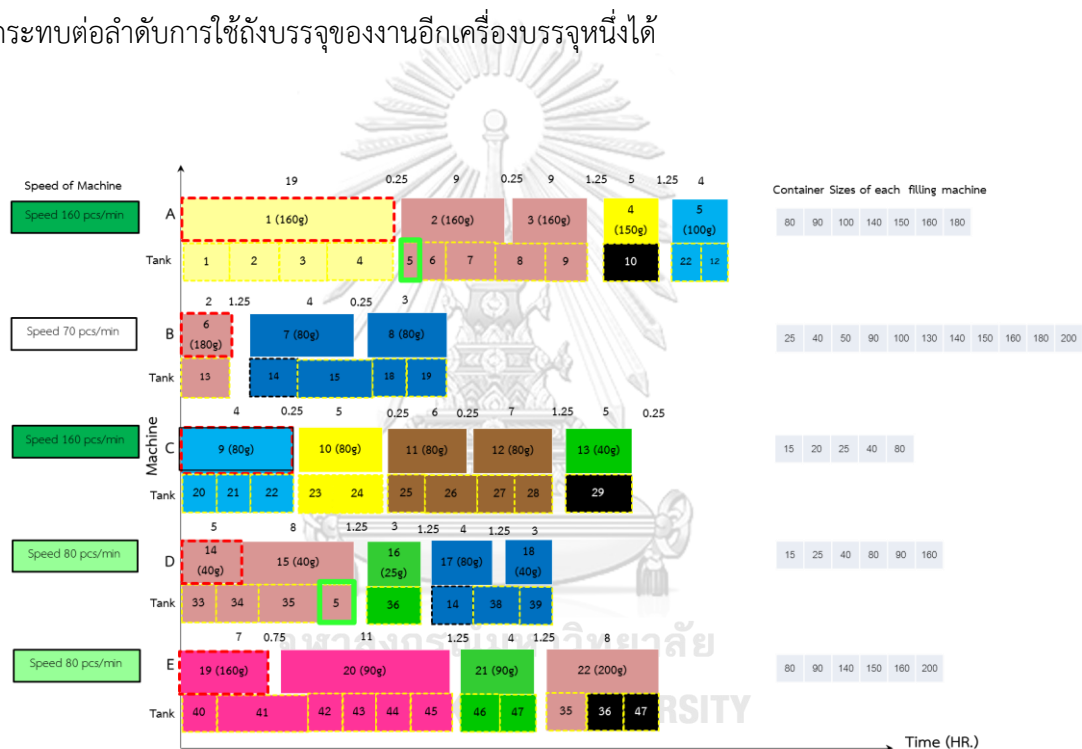 กระทบต่อลำดับการใช้ถังบรรจุของงานอีกเครื่องบรรจุหนึ่งได้
19 0.25 9 0.25 9 1.25 5 1.25 4
Speed of Machine
Container Sizes of each filling machine
Speed 160 pcs/min A 1 (160g) 2 (160g) 3 (160g) 4 (150g) 5 (100g) 80 90 100 140 150 160 180
Tank 1 2 3 4 5 6 7 8 9 10 22 12
2 1.25 4 0.25 3
Speed 70 pcs/min B 6 (180g) 7 (80g) 8 (80g) 25 40 50 90 100 130 140 150 160 180 200
Tank 13 14 15 18 19
4 0.25 5 0.25 6 0.25 7 1.25 5 0.25
Speed 160 pcs/min C 9 (80g) 10 (80g) 11 (80g) 12 (80g) 13 (40g) 15 20 25 40 80
Machine
Tank 20 21 22 23 24 25 26 27 28 29
5 8 1.25 3 1.25 4 1.25 3
Speed 80 pcs/min D 14 (40g) 15 (40g) 16 (25g) 17 (80g) 18 (40g) 15 25 40 80 90 160
Tank 33 34 35 5 36 14 38 39
7 0.75 11 1.25 4 1.25 8
Speed 80 pcs/min E 19 (160g) 20 (90g) 21 (90g) 22 (200g) 80 90 140 150 160 200
Tank 40 41 42 43 44 45 46 47 35 36 47
Time (HR.)